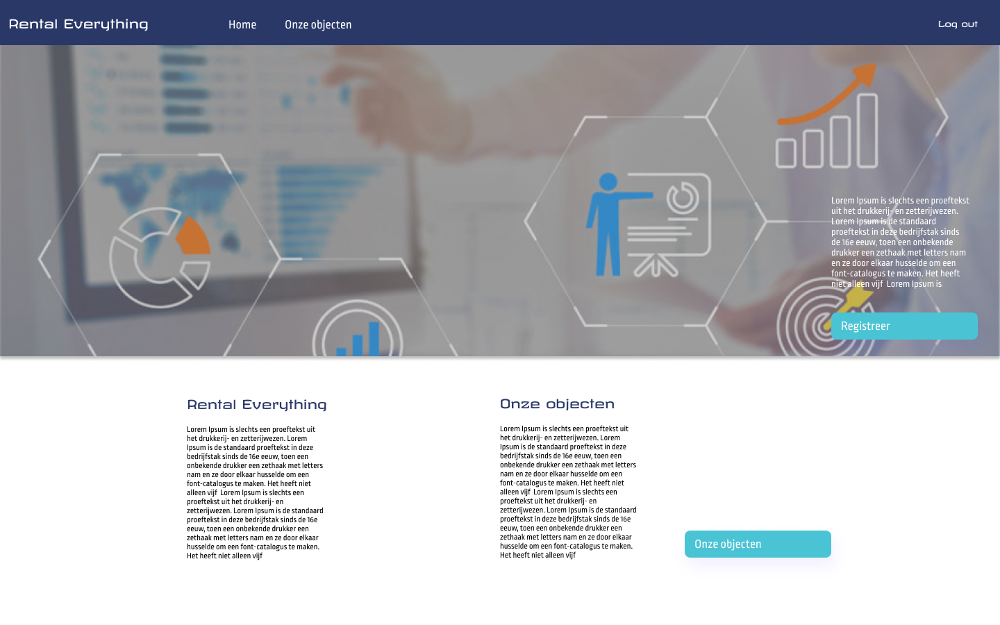 Rental Everything
Home
Onze objecten
Log out
Lorem Ipsum is slechts een proeftekst
uit het drukkerij- en zetterijwezen.
Lorem Ipsum is de standaard
proeftekst in deze bedrijfstak sinds
de 16e eeuw, toen een onbekende
drukker een zethaak met letters nam
en ze door elkaar husselde om een
font-catalogus te maken. Het heeft
niet alleen vijf  Lorem Ipsum is
Registreer
Rental Everything
Lorem Ipsum is slechts een proeftekst uit
het drukkerij- en zetterijwezen. Lorem
Ipsum is de standaard proeftekst in deze
bedrijfstak sinds de 16e eeuw, toen een
onbekende drukker een zethaak met letters
nam en ze door elkaar husselde om een
font-catalogus te maken. Het heeft niet
alleen vijf  Lorem Ipsum is slechts een
proeftekst uit het drukkerij- en
zetterijwezen. Lorem Ipsum is de standaard
proeftekst in deze bedrijfstak sinds de 16e
eeuw, toen een onbekende drukker een
zethaak met letters nam en ze door elkaar
husselde om een font-catalogus te maken.
Het heeft niet alleen vijf
Onze objecten
Lorem Ipsum is slechts een proeftekst uit
het drukkerij- en zetterijwezen. Lorem
Ipsum is de standaard proeftekst in deze
bedrijfstak sinds de 16e eeuw, toen een
onbekende drukker een zethaak met letters
nam en ze door elkaar husselde om een
font-catalogus te maken. Het heeft niet
alleen vijf  Lorem Ipsum is slechts een
proeftekst uit het drukkerij- en
zetterijwezen. Lorem Ipsum is de standaard
proeftekst in deze bedrijfstak sinds de 16e
eeuw, toen een onbekende drukker een
zethaak met letters nam en ze door elkaar
husselde om een font-catalogus te maken.
Het heeft niet alleen vijf
Onze objecten